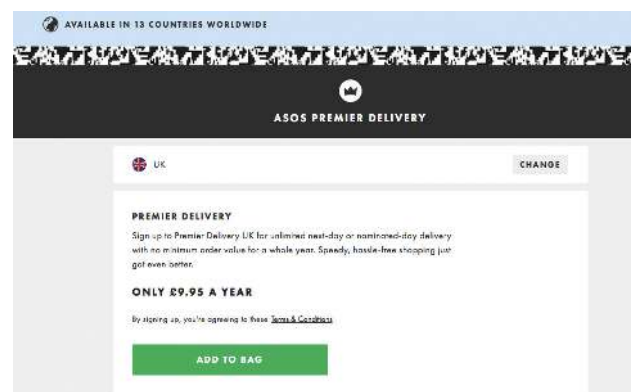 AVAILABLE IN 13 COUNTRIES WORLDWIDE
ASOS PREMIER DELIVERY
UK
CHANGE
PREMIER DELIVERY
Sign up to Premier Delivery UK for unlimited next-day or nominated-day delivery
with no minimum order value for a whole year. Speedy, hassle-free shopping just
got even better.
ONLY £9.95 A YEAR
By signing up, you're agreeing to these Terms & Conditions
ADD TO BAG